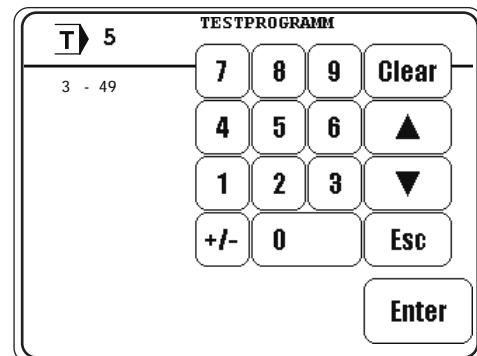 TESTPROGRAMM
T 5
3 - 49
7 8 9 Clear
4 5 6
1 2 3
+/- 0 Esc
Enter